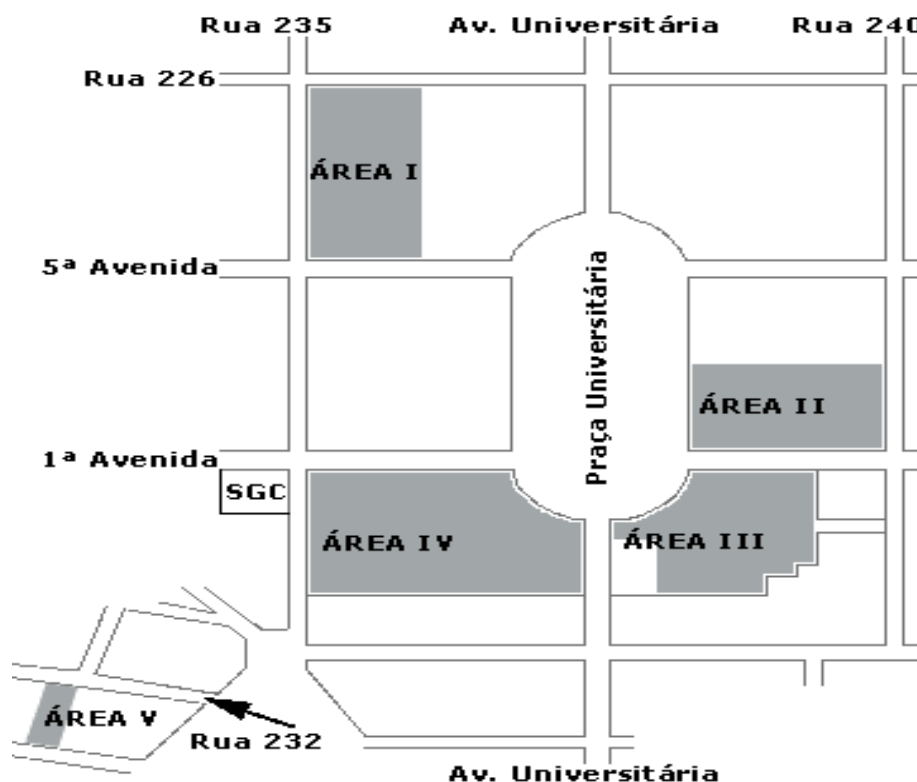 Rua 235
Av. Universitária
Rua 240
Rua 226
ÁREA I
5ª Avenida
Praça Universitária
ÁREA II
1ª Avenida
SGC
ÁREA IV
ÁREA III
ÁREA V
Rua 232
Av. Universitária